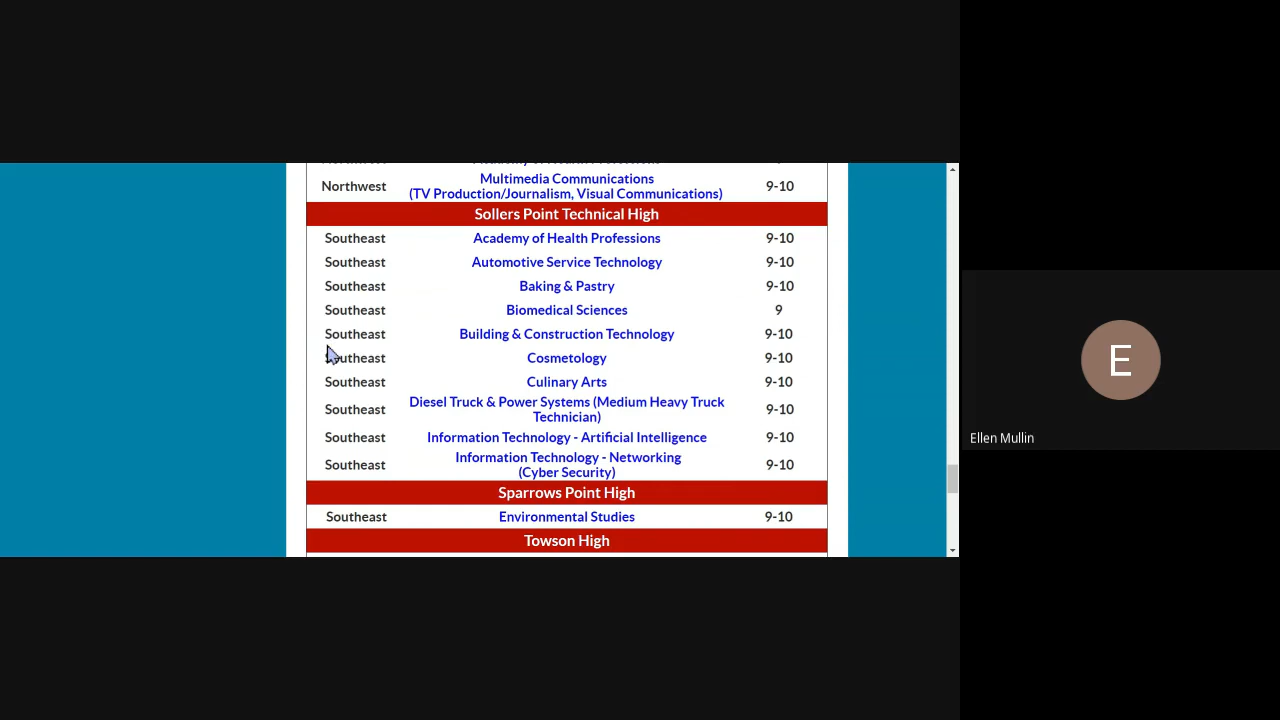 Northwest
Multimedia Communications
(TV Production/Journalism, Visual Communications)
9-10
Sollers Point Technical High
Southeast Academy of Health Professions 9-10
Southeast Automotive Service Technology 9-10
Southeast Baking & Pastry 9-10
Southeast Biomedical Sciences 9
Southeast Building & Construction Technology 9-10
Southeast Cosmetology 9-10
Southeast Culinary Arts 9-10
Southeast
Diesel Truck & Power Systems (Medium Heavy Truck
Technician)
9-10
Southeast Information Technology - Artificial Intelligence 9-10
Southeast
Information Technology - Networking
(Cyber Security)
9-10
Sparrows Point High
Southeast Environmental Studies 9-10
Towson High
E
Ellen Mullin